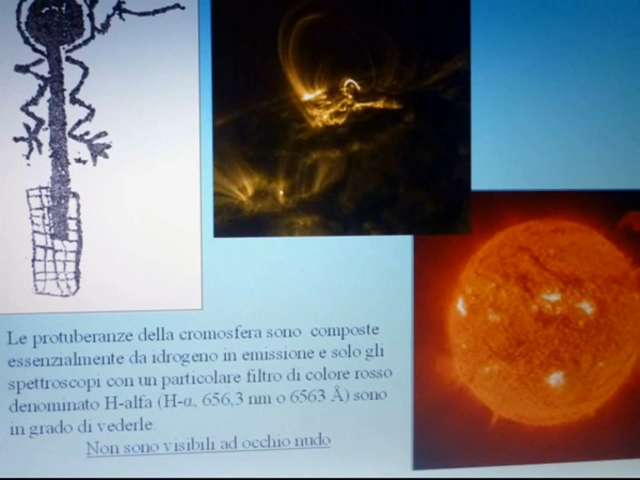 Le protuberanze della cromosfera sono composte
essenzialmente da idrogeno in emissione e solo gli
spettroscopi con un particolare filtro di colore rosso
denominato H-alfa (H-α, 656,3 nm o 6563 Å) sono
in grado di vederle
Non sono visibili ad occhio nudo